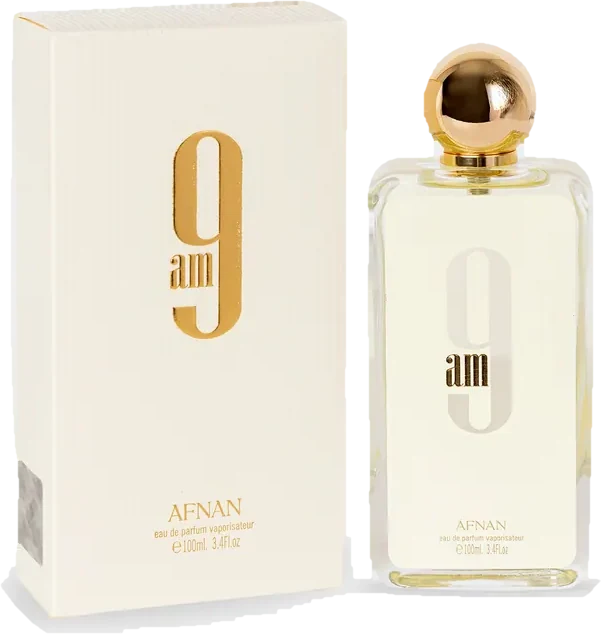 9
am
AFNAN
eau de parfum vaporisateur
℮100ml. 3.4Fl.oz
9
am
AFNAN
eau de parfum vaporisateur
℮100ml. 3.4Fl.oz